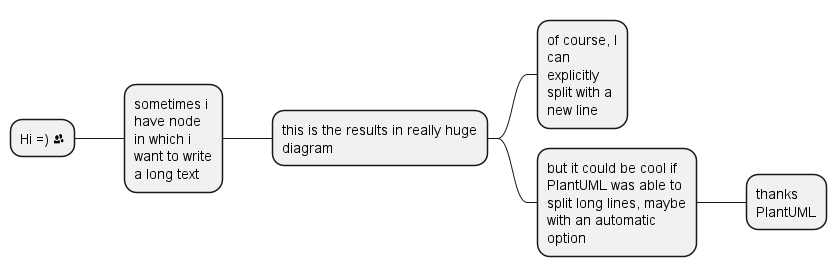 Hi =)
sometimes i
have node
in which i
want to write
a long text
this is the results in really huge
diagram
of course, I
can
explicitly
split with a
new line
but it could be cool if
PlantUML was able to
split long lines, maybe
with an automatic
option
thanks
PlantUML